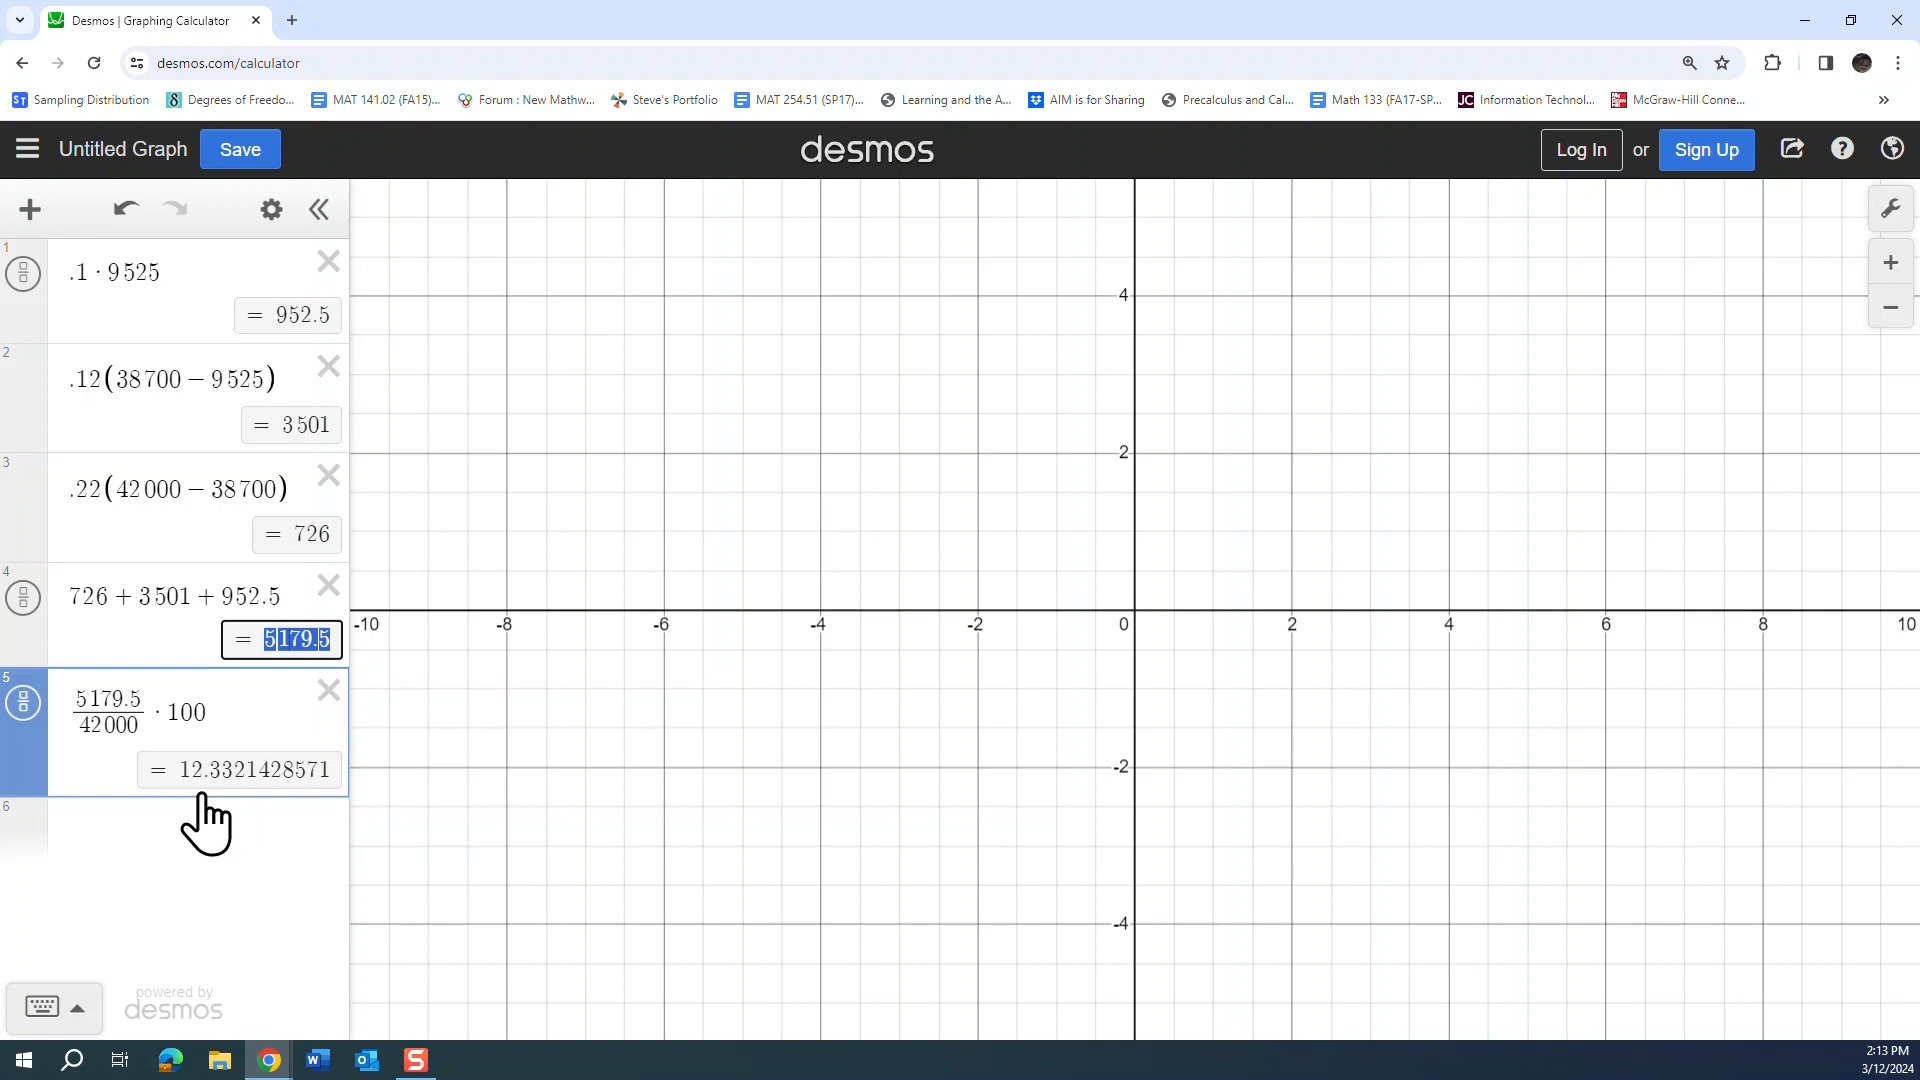 Desmos | Graphing Calculator
desmos.com/calculator
Sampling Distribution
Degrees of Freedo...
MAT 141.02 (FA15)...
Forum : New Mathw...
Steve's Portfolio
MAT 254.51 (SP17)...
Learning and the A...
AIM is for Sharing
Precalculus and Cal...
Math 133 (FA17-SP...
JC Information Technol...
McGraw-Hill Conne...
Untitled Graph
Save
desmos
Log In
or
Sign Up
1
.1 · 9525
= 952.5
2
.12(38700 − 9525)
= 3501
3
.22(42000 − 38700)
= 726
4
726 + 3501 + 952.5
= 5179.5
5
5179.5
42000
· 100
= 12.3321428571
6
powered by
desmos
4
2
-10
-8
-6
-4
-2
0
2
4
6
8
10
-2
-4
2:13 PM
3/12/2024